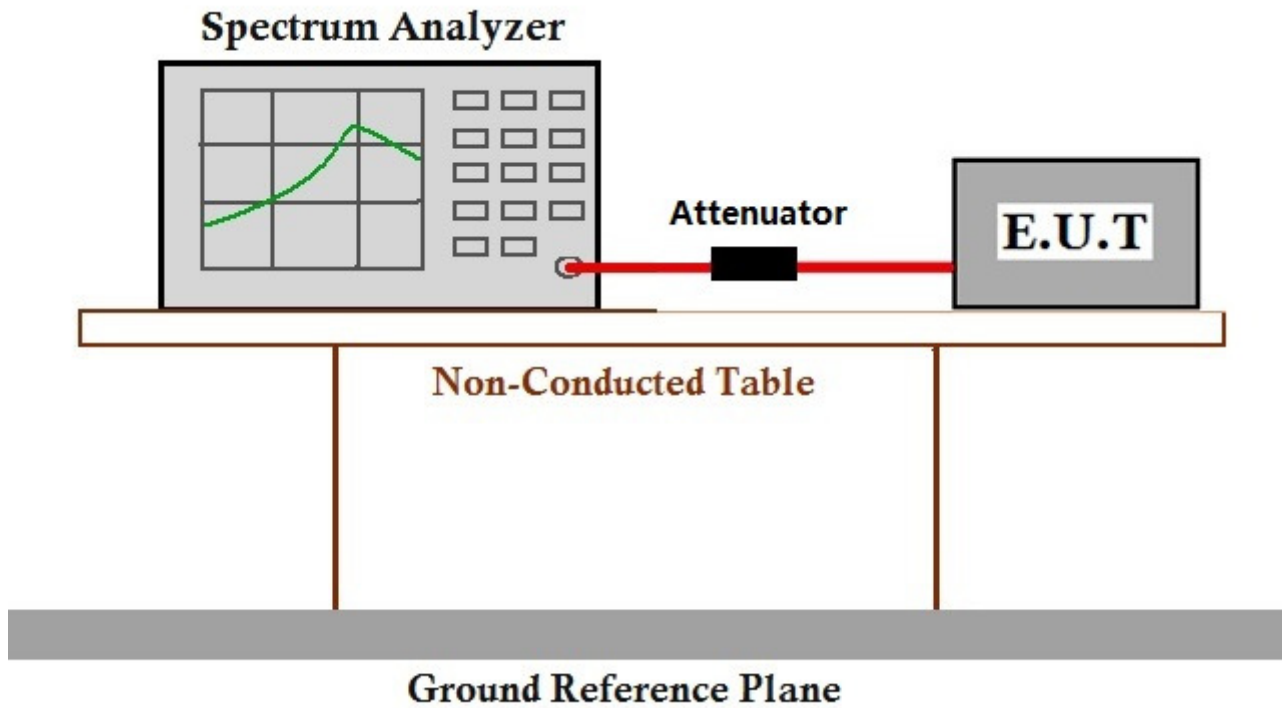 Spectrum Analyzer
Attenuator
E.U.T
Non-Conducted Table
Ground Reference Plane